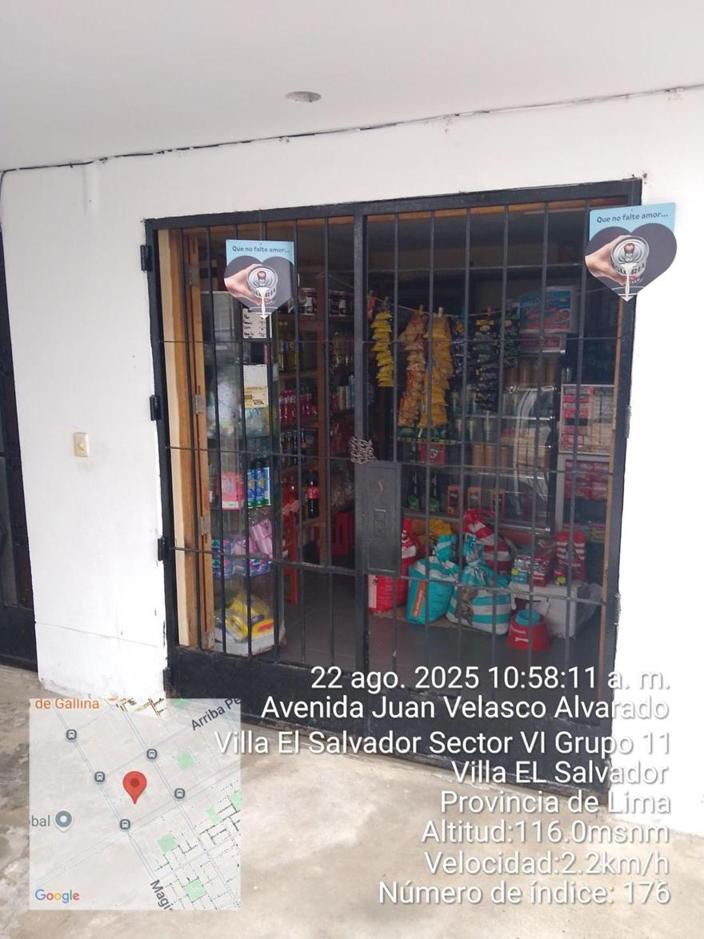 Que no falte amor...
Que no falte amor...
22 ago. 2025 10:58:11 a. m.
Avenida Juan Velasco Alvarado
Villa El Salvador Sector VI Grupo 11
Villa EL Salvador
Provincia de Lima
Altitud:116.0msnm
Velocidad:2.2km/h
Número de índice: 176
de Gallina
Arriba Pe
bal
Magi
Google